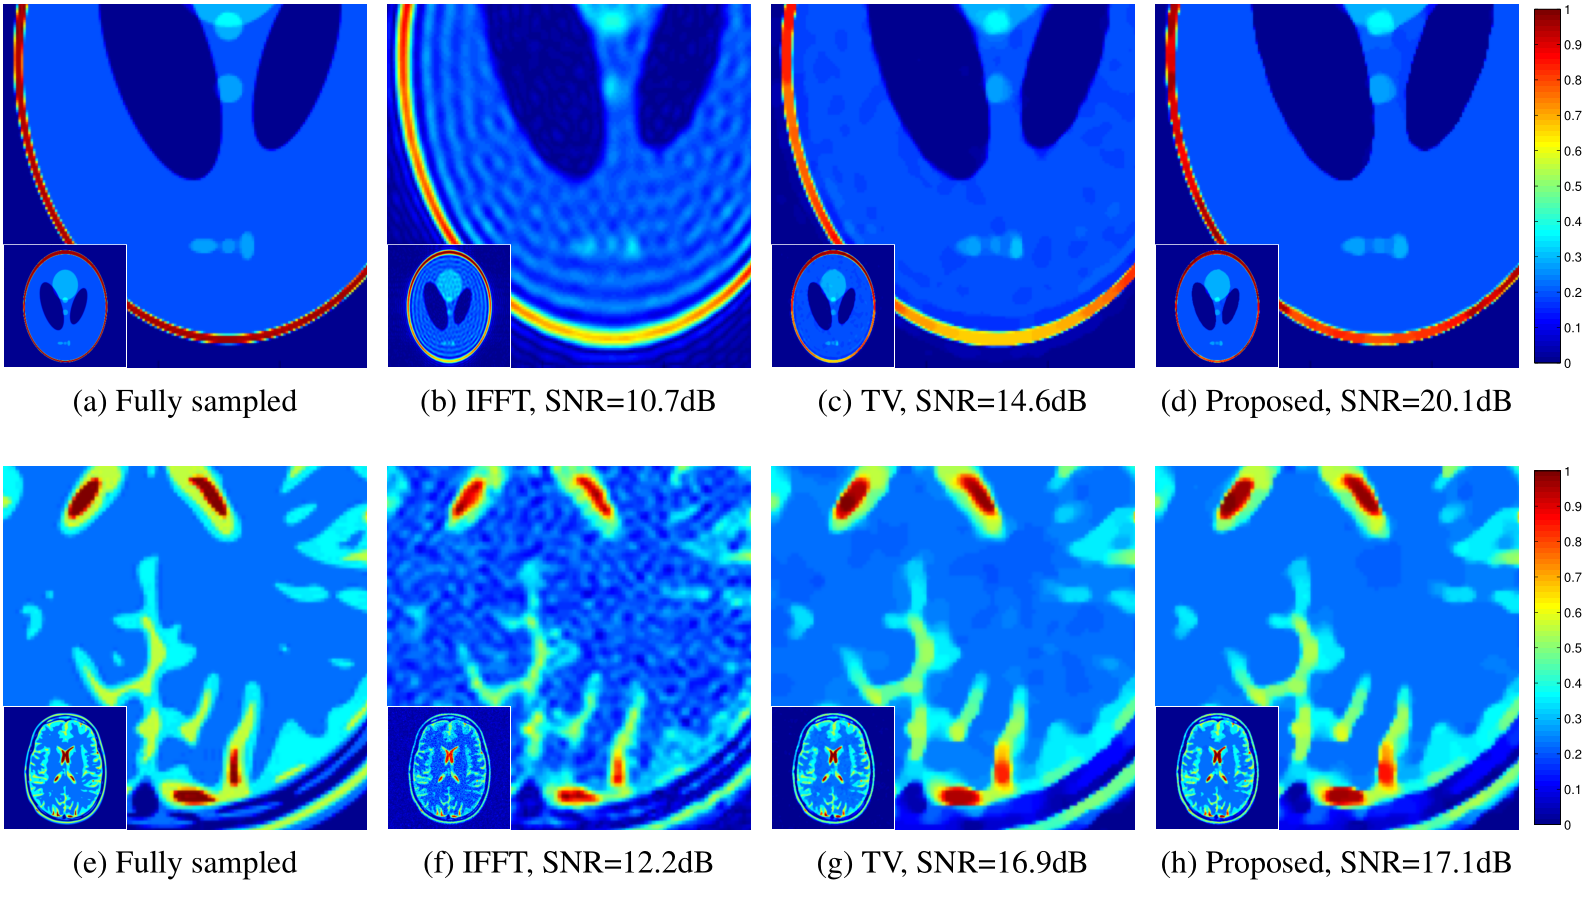 1
0.9
0.8
0.7
0.6
0.5
0.4
0.3
0.2
0.1
0
(a) Fully sampled
(b) IFFT, SNR=10.7dB
(c) TV, SNR=14.6dB
(d) Proposed, SNR=20.1dB
1
0.9
0.8
0.7
0.6
0.5
0.4
0.3
0.2
0.1
0
(e) Fully sampled
(f) IFFT, SNR=12.2dB
(g) TV, SNR=16.9dB
(h) Proposed, SNR=17.1dB